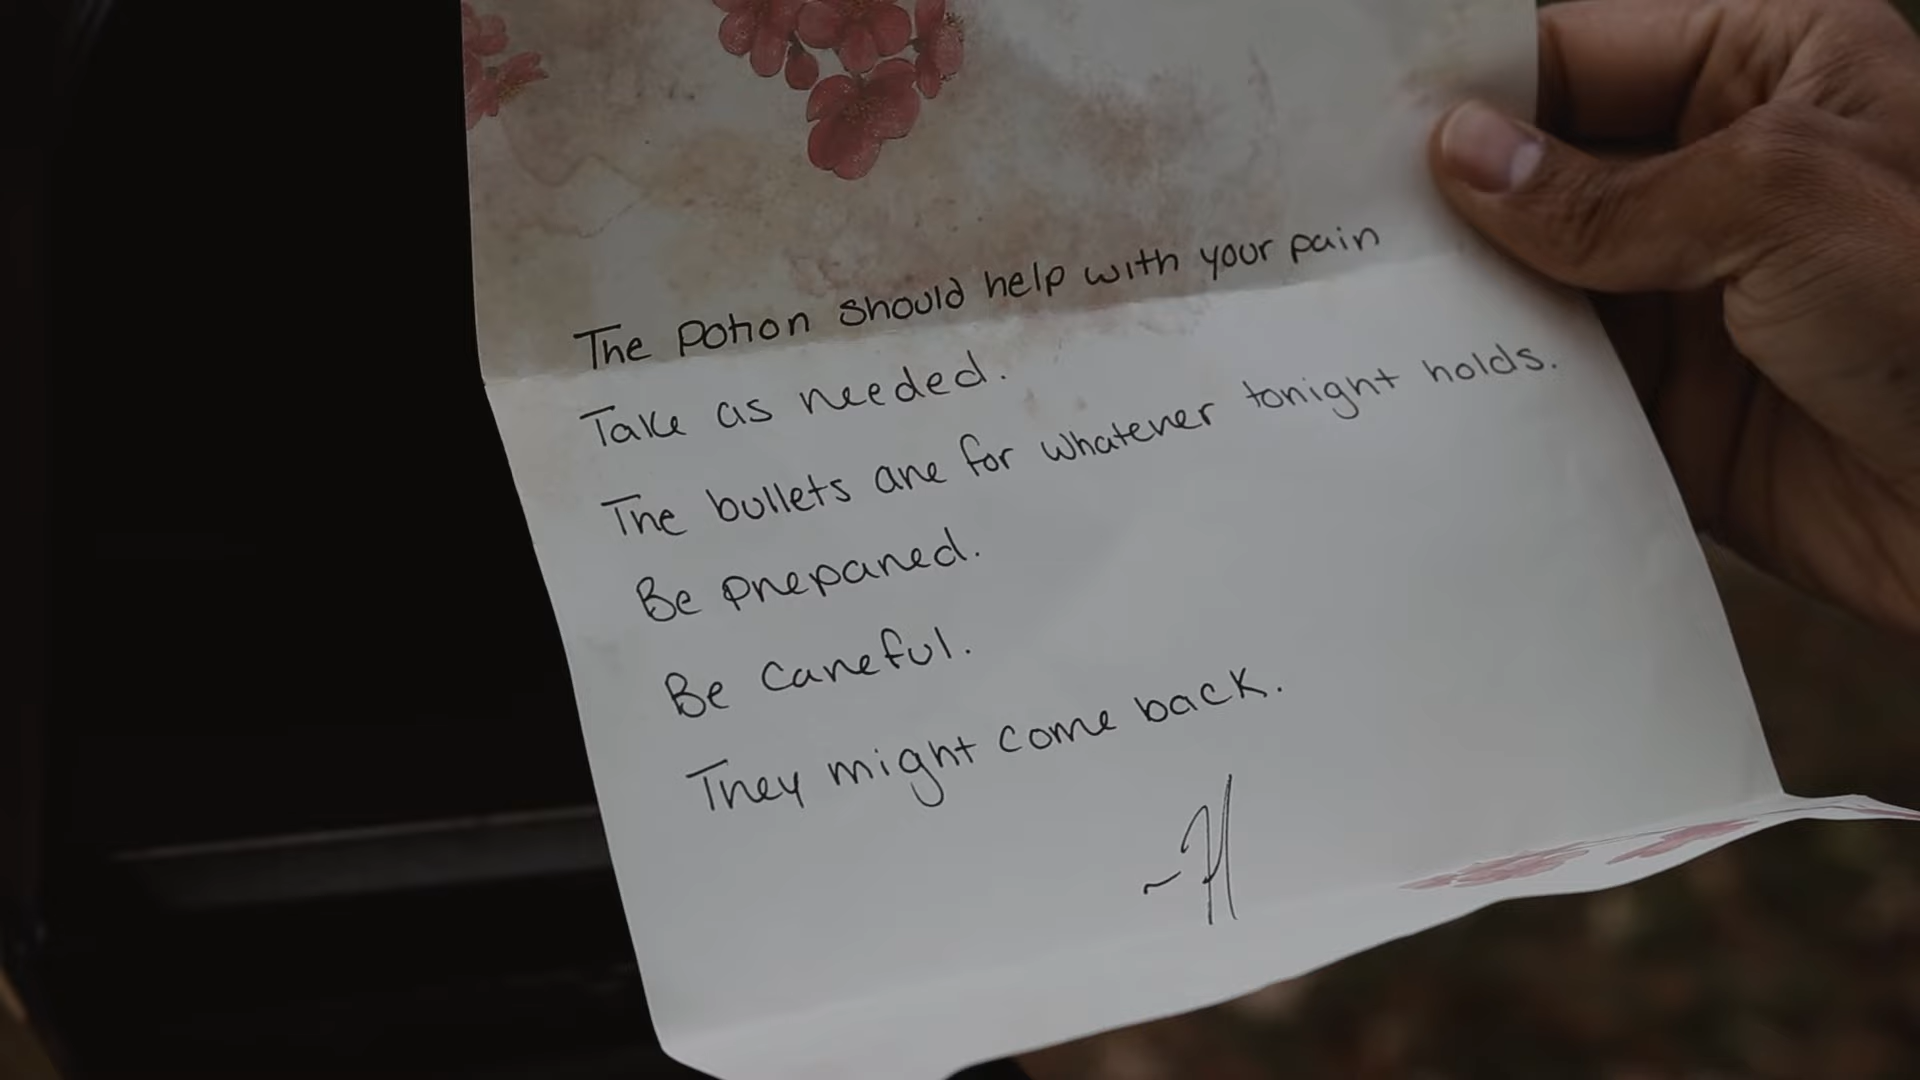 The Potion should help with your pain
Take as needed.
The bullets are for whatever tonight holds.
Be prepared.
Be careful.
They might come back.
~H